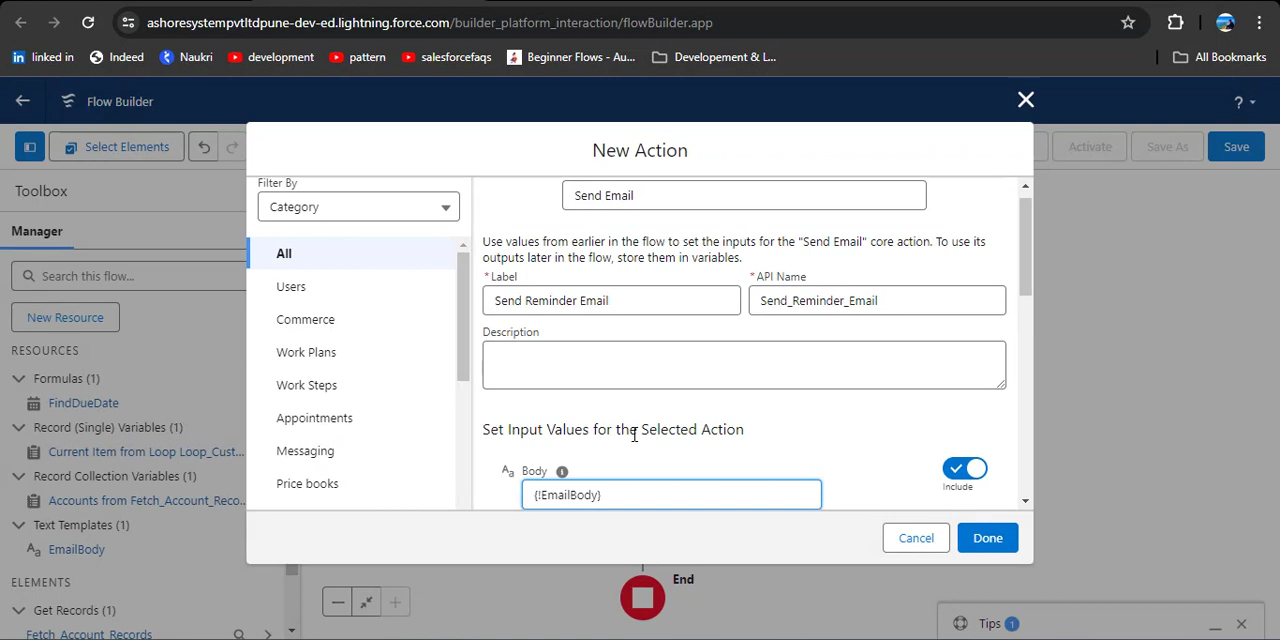 ashoresystempvtltdpune-dev-ed.lightning.force.com/builder_platform_interaction/flowBuilder.app
linked in
Indeed
Naukri
development
pattern
salesforcefaqs
Beginner Flows - Au...
Developement & L...
All Bookmarks
Flow Builder
?
Select Elements
Activate
Save As
Save
New Action
Toolbox
Manager
Search this flow...
New Resource
RESOURCES
Formulas (1)
FindDueDate
Record (Single) Variables (1)
Current Item from Loop Loop_Cust...
Record Collection Variables (1)
Accounts from Fetch_Account_Reco...
Text Templates (1)
Aa EmailBody
ELEMENTS
Get Records (1)
Fetch_Account_Records
Filter By
Category
All
Users
Commerce
Work Plans
Work Steps
Appointments
Messaging
Price books
Send Email
Use values from earlier in the flow to set the inputs for the "Send Email" core action. To use its
outputs later in the flow, store them in variables.
* Label
* API Name
Send Reminder Email
Send_Reminder_Email
Description
Set Input Values for the Selected Action
Aa Body
{!EmailBody}
Include
Cancel
Done
End
Tips 1